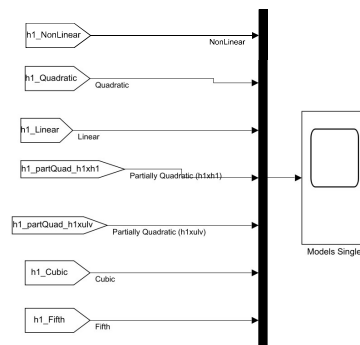 h1_NonLinear
NonLinear
h1_Quadratic
Quadratic
h1_Linear
Linear
h1_partQuad_h1xh1
Partially Quadratic (h1xh1)
h1_partQuad_h1xulv
Partially Quadratic (h1xulv)
Models Single
h1_Cubic
Cubic
h1_Fifth
Fifth